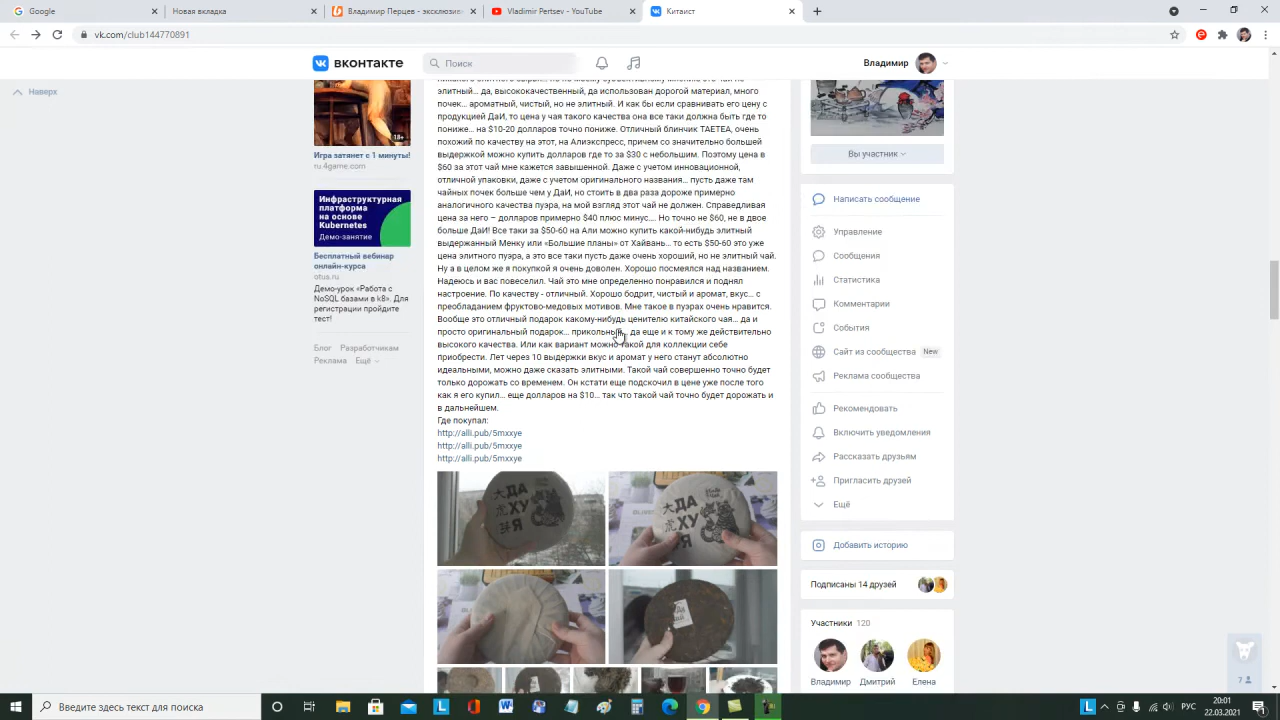 Google
Новая вкладка
Владимир Перцев - эксклюзив
Vladimir Pertsev - YouTube
Китаист
vk.com/club144770891
вконтакте
Поиск
Владимир
Наверх
18+
Игра затянет с 1 минуты!
ru.4game.com
Инфраструктурная
платформа
на основе
Kubernetes
Демо-занятие
Бесплатный вебинар
онлайн-курса
otus.ru
Демо-урок «Работа с
NoSQL базами в k8». Для
регистрации пройдите
тест!
Блог Разработчикам
Реклама Ещё
элитный... да, высококачественный, да использован дорогой материал, много
почек... ароматный, чистый, но не элитный. И как бы если сравнивать его цену с
продукцией ДаИ, то цена у чая такого качества она все таки должна быть где то
пониже... на $10-20 долларов точно пониже. Отличный блинчик TAETEA, очень
похожий по качеству на этот, на Алиэкспресс, причем со значительно большей
выдержкой можно купить долларов где то за $30 с небольшим. Поэтому цена в
$60 за этот чай мне кажется завышенной. Даже с учетом инновационной,
отличной упаковки, даже с учетом оригинального названия... пусть даже там
чайных почек больше чем у ДаИ, но стоить в два раза дороже примерно
аналогичного качества пуэра, на мой взгляд этот чай не должен. Справедливая
цена за него – долларов примерно $40 плюс минус.... Но точно не $60, не в двое
больше ДаИ! Все таки за $50-60 на Али можно купить какой-нибудь элитный
выдержанный Менку или «Большие планы» от Хайвань... то есть $50-60 это уже
цена элитного пуэра, а это все таки пусть даже очень хороший, но не элитный чай.
Ну а в целом же я покупкой я очень доволен. Хорошо посмеялся над названием.
Надеюсь и вас повеселил. Чай это мне определенно понравился и поднял
настроение. По качеству - отличный. Хорошо бодрит, чистый и аромат, вкус... с
преобладанием фруктово-медовых мотивов. Мне такое в пуэрах очень нравится.
Вообще это отличный подарок какому-нибудь ценителю китайского чая... да и
просто оригинальный подарок... прикольный... да еще и к тому же действительно
высокого качества. Или как вариант можно такой для коллекции себе
приобрести. Лет через 10 выдержки вкус и аромат у него станут абсолютно
идеальными, можно даже сказать элитными. Такой чай совершенно точно будет
только дорожать со временем. Он кстати еще подскочил в цене уже после того
как я его купил... еще долларов на $10... так что такой чай точно будет дорожать и
в дальнейшем.
Где покупал:
http://alli.pub/5mxxye
http://alli.pub/5mxxye
http://alli.pub/5mxxye
大 ДА
虎 ХУ
Я
大 ДА
虎 ХУ
Я
Вы участник
Написать сообщение
Управление
Сообщения
Статистика
Комментарии
События
Сайт из сообщества New
Реклама сообщества
Рекомендовать
Включить уведомления
Рассказать друзьям
Пригласить друзей
Ещё
Добавить историю
Подписаны 14 друзей
Участники 120
Владимир Дмитрий Елена
7
Введите здесь текст для поиска
РУС
20:01
22.03.2021